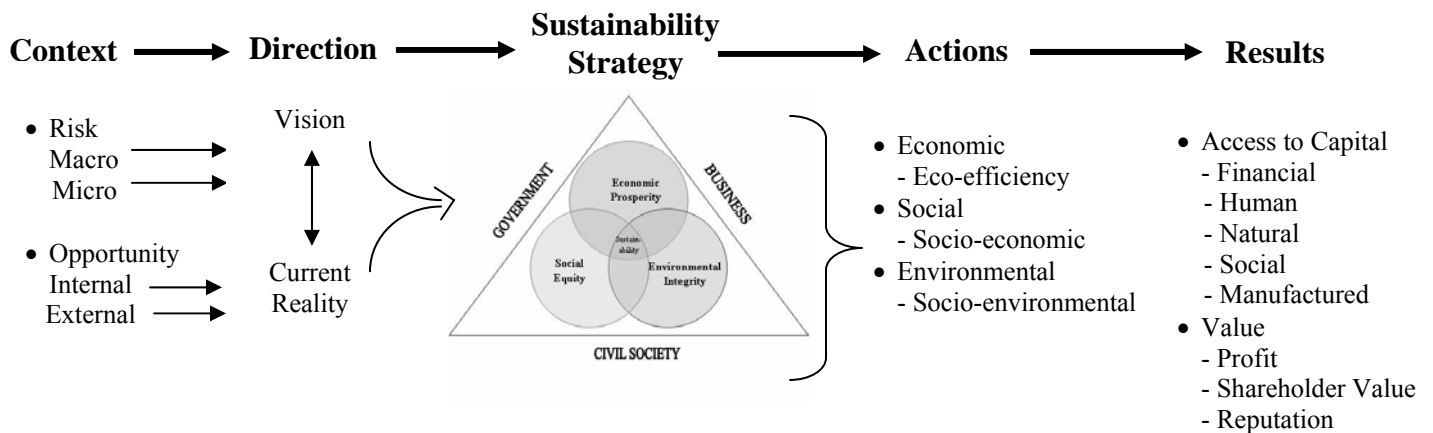 Context
Direction
Sustainability
Strategy
Actions
Results
• Risk
Macro
Micro
• Opportunity
Internal
External
Vision
Current
Reality
GOVERNMENT
BUSINESS
CIVIL SOCIETY
Economic
Prosperity
Sustain-
ability
Social
Equity
Environmental
Integrity
• Economic
- Eco-efficiency
• Social
- Socio-economic
• Environmental
- Socio-environmental
• Access to Capital
- Financial
- Human
- Natural
- Social
- Manufactured
• Value
- Profit
- Shareholder Value
- Reputation